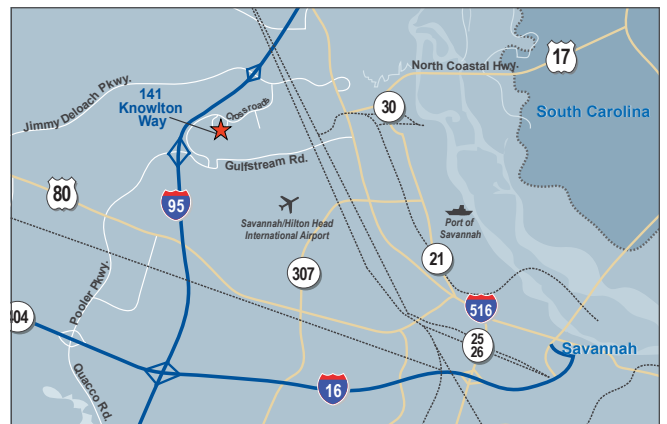 North Coastal Hwy.
17
South Carolina
Jimmy Deloach Pkwy.
141
Knowlton
Way
Crossroads
30
Gulfstream Rd.
80
95
Savannah/Hilton Head
International Airport
Port of
Savannah
307
21
Pooler Pkwy.
404
516
25
26
Savannah
Quacco Rd.
16